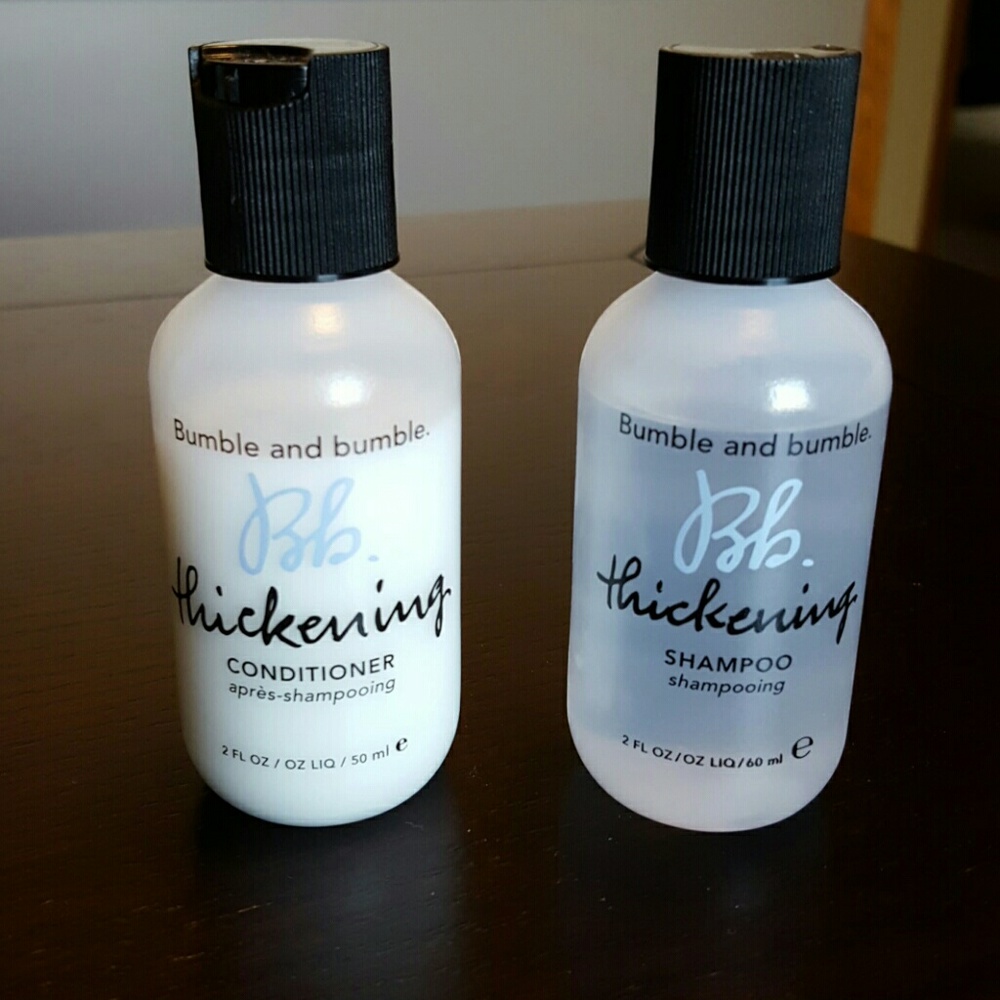 Bumble and bumble.
Bb.
thickening
CONDITIONER
après-shampooing
2 FL OZ / OZ LIQ / 50 ml e
Bumble and bumble.
Bb.
thickening
SHAMPOO
shampooing
2 FL OZ/OZ LIQ/60 ml e